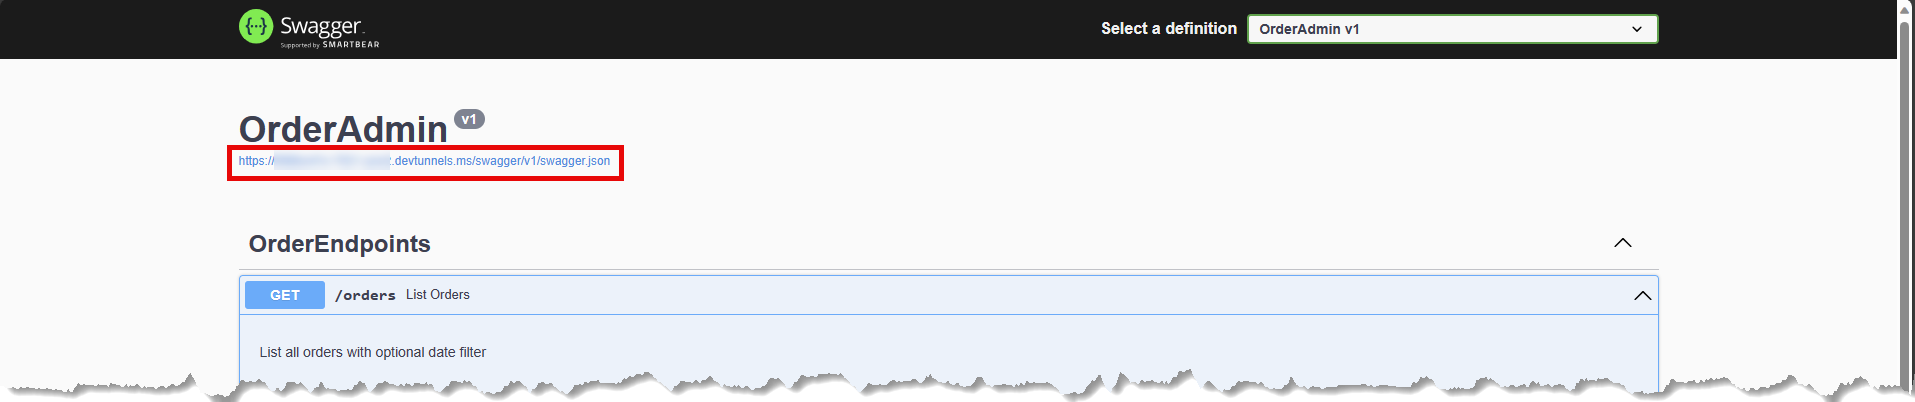 Swagger
Supported by SMARTBEAR
Select a definition
OrderAdmin v1
OrderAdmin v1
https:// .devtunnels.ms/swagger/v1/swagger.json
OrderEndpoints
GET /orders List Orders
List all orders with optional date filter